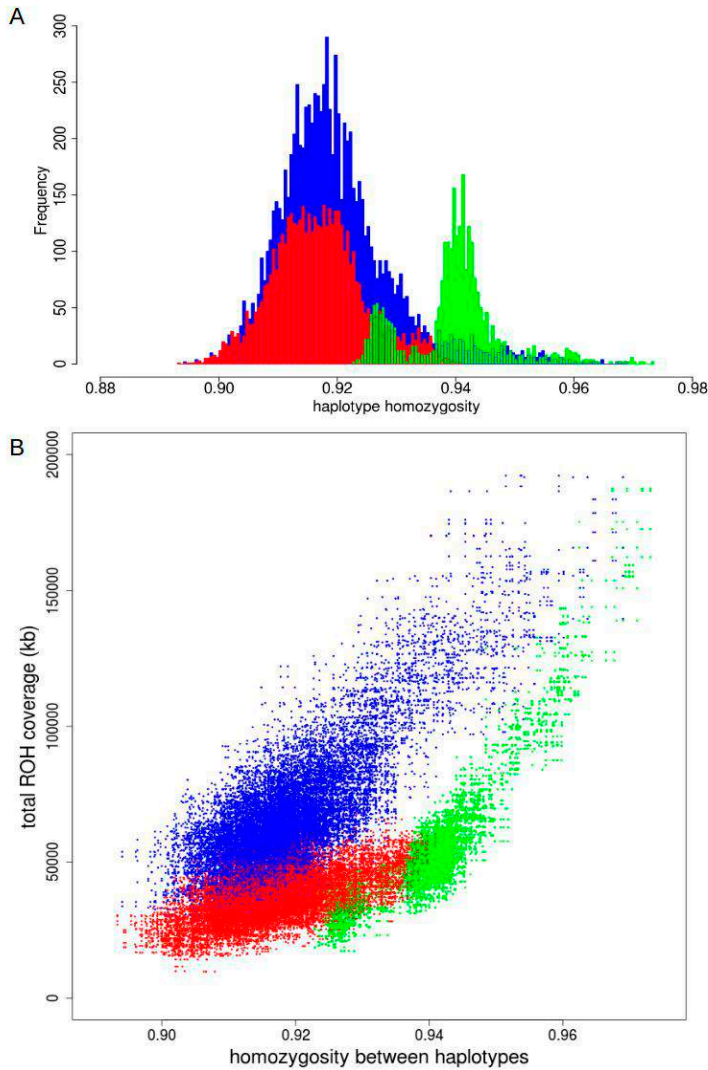 A
300
250
200
150
100
50
0
Frequency
0.88 0.90 0.92 0.94 0.96 0.98
haplotype homozygosity
B
200000
150000
100000
50000
0
total ROH coverage (kb)
0.90 0.92 0.94 0.96
homozygosity between haplotypes